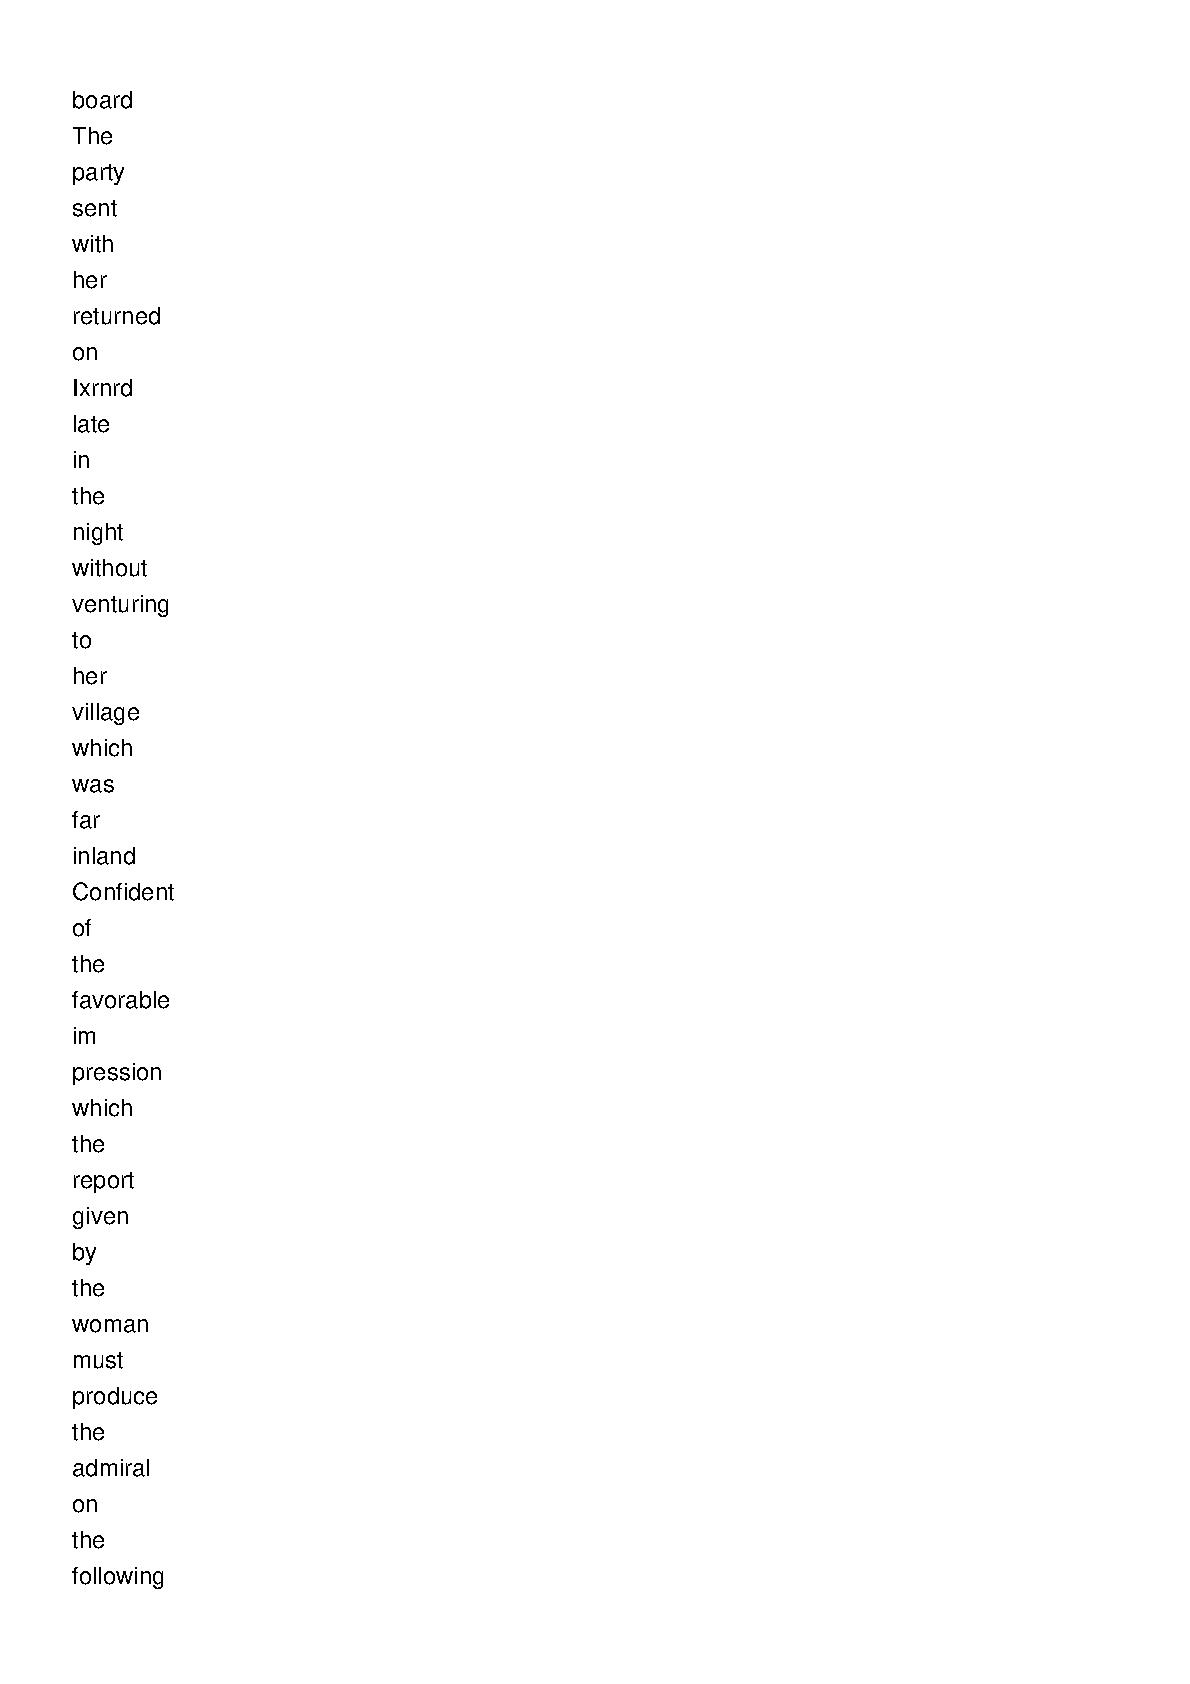 board
The
party
sent
with
her
returned
on
Ixrnrd
late
in
the
night
without
venturing
to
her
village
which
was
far
inland
Confident
of
the
favorable
im
pression
which
the
report
given
by
the
woman
must
produce
the
admiral
on
the
following